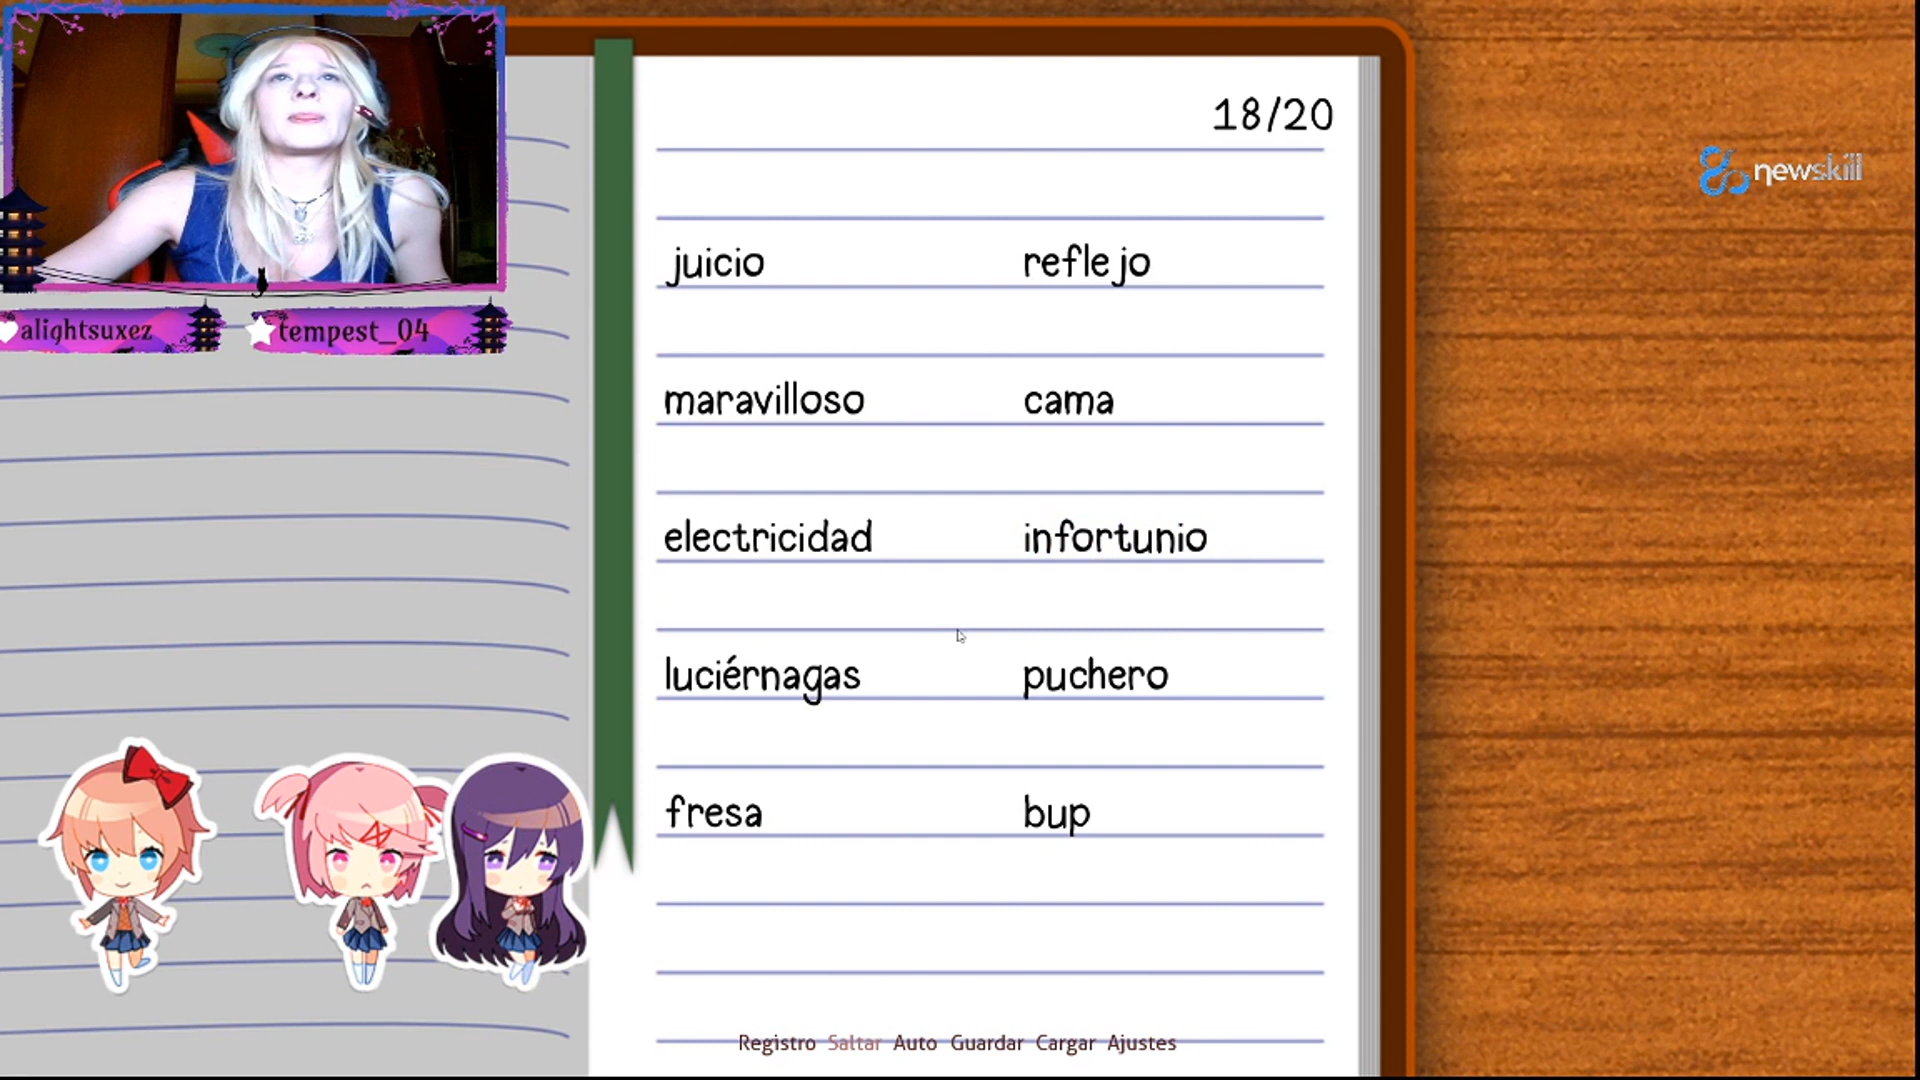 18/20
newskill
juicio reflejo
alightsuxez tempest_04
maravilloso cama
electricidad infortunio
luciérnagas puchero
fresa bup
Registro Saltar Auto Guardar Cargar Ajustes